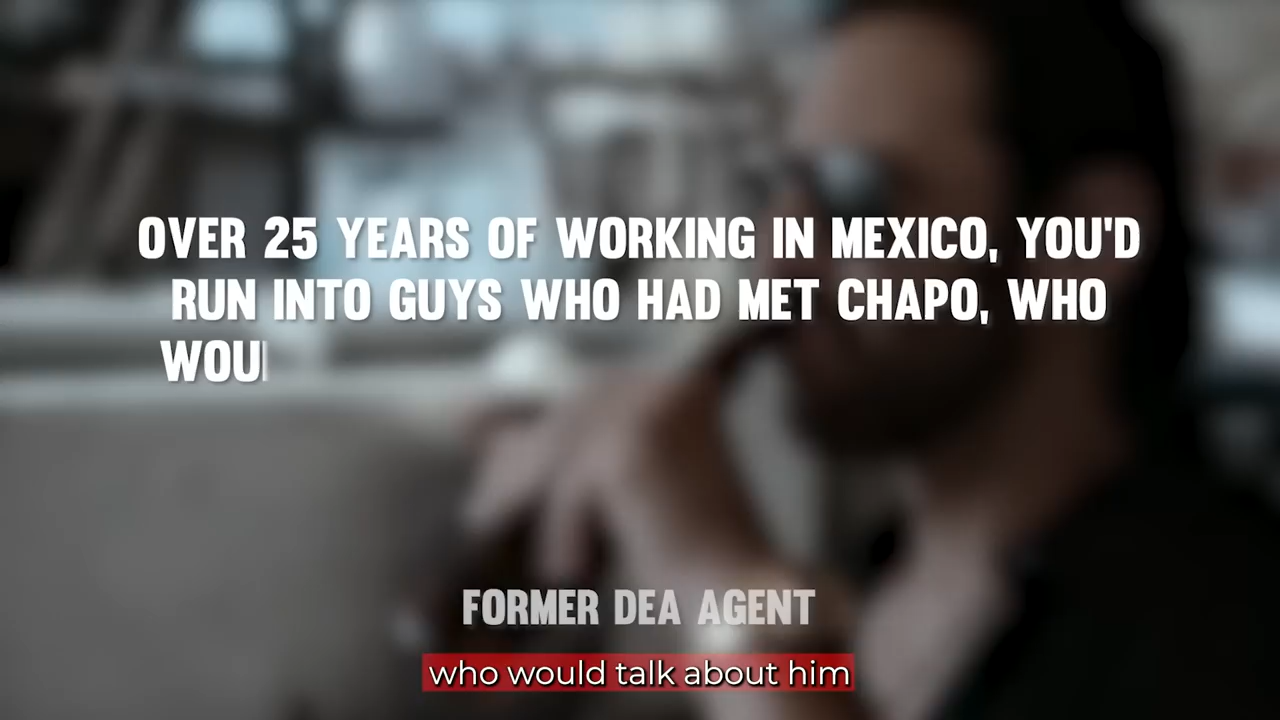 OVER 25 YEARS OF WORKING IN MEXICO, YOU'D
RUN INTO GUYS WHO HAD MET CHAPO, WHO
WOU
FORMER DEA AGENT
who would talk about him